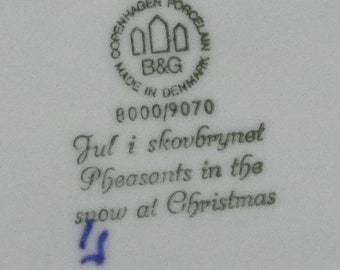 COPENHAGEN PORCELAIN
B&G
MADE IN DENMARK
8000/9070
Jul i skovbrynet
Pheasants in the
snow at Christmas